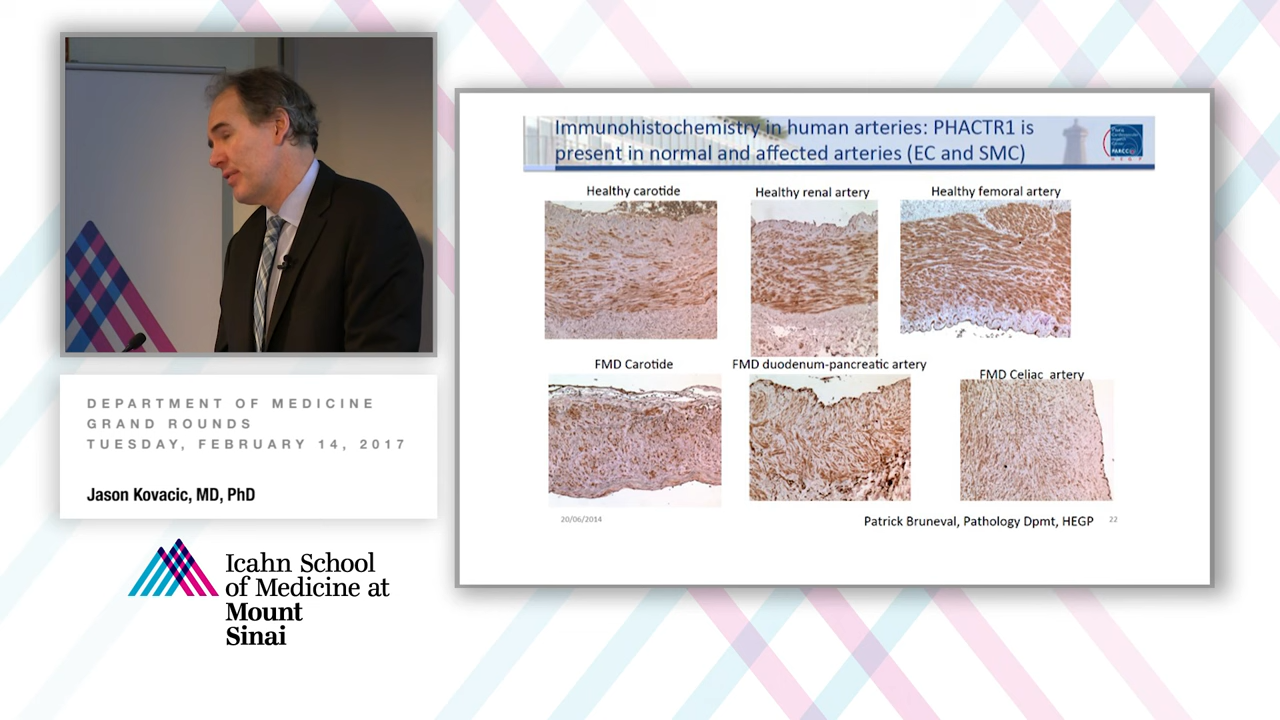 DEPARTMENT OF MEDICINE
GRAND ROUNDS
TUESDAY, FEBRUARY 14, 2017
Jason Kovacic, MD, PhD
Icahn School
of Medicine at
Mount
Sinai
Immunohistochemistry in human arteries: PHACTR1 is
present in normal and affected arteries (EC and SMC)
PARCC
HEGP
Healthy carotide
Healthy renal artery
Healthy femoral artery
FMD Carotide
FMD duodenum-pancreatic artery
FMD Celiac artery
20/06/2014
Patrick Bruneval, Pathology Dpmt, HEGP
22